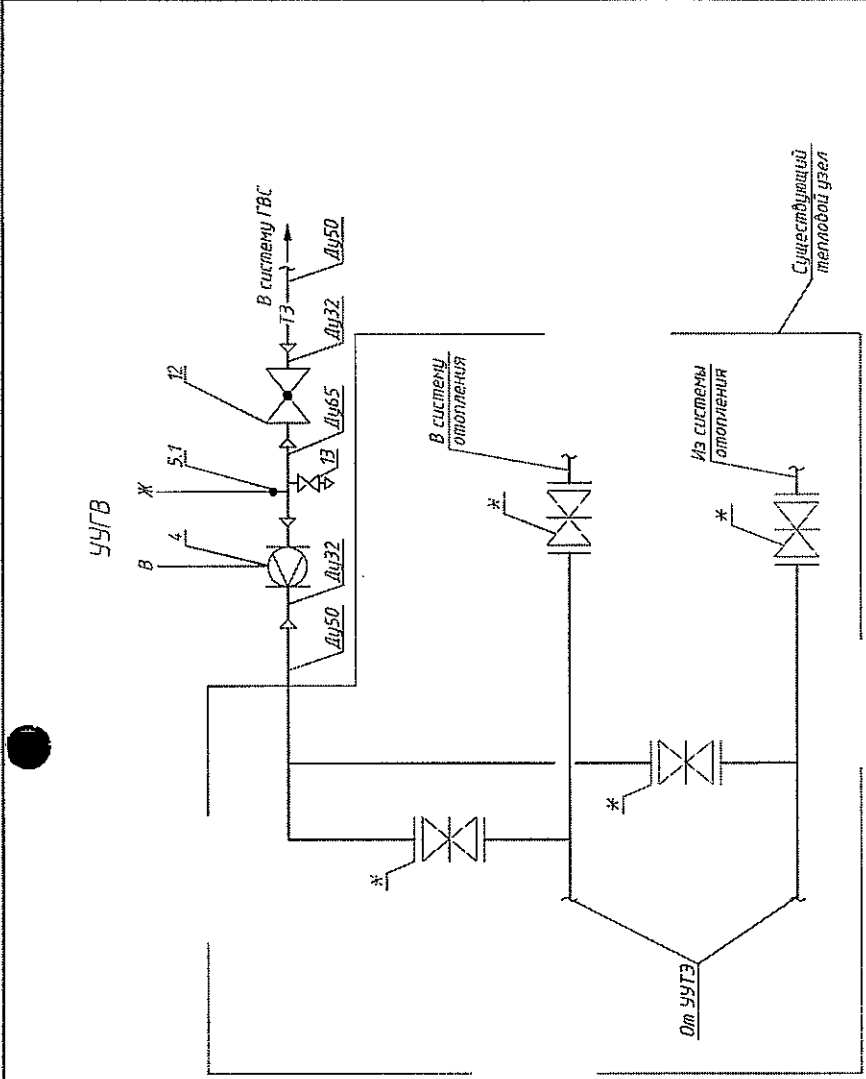 УУГВ
В
4
Ж
5.1
12
В систему ГВС
Т3
Ду50
Ду32
13
Ду65
Ду32
Ду50
В систему
отопления
*
Существующий
тепловой узел
Из системы
отопления
*
*
*
От УУТЭ